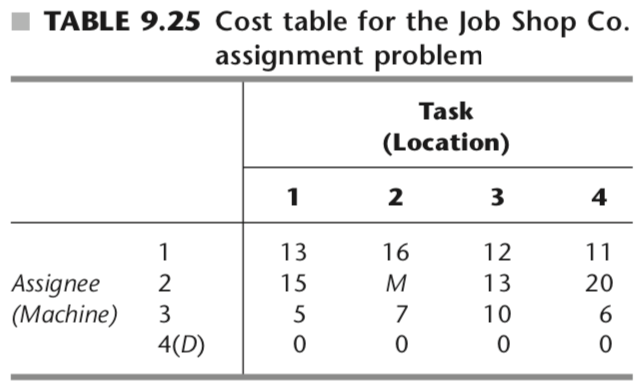 TABLE 9.25 Cost table for the Job Shop Co.
assignment problem
Task
(Location)
1 2 3 4
1 13 16 12 11
Assignee 2 15 M 13 20
(Machine) 3 5 7 10 6
4(D) 0 0 0 0